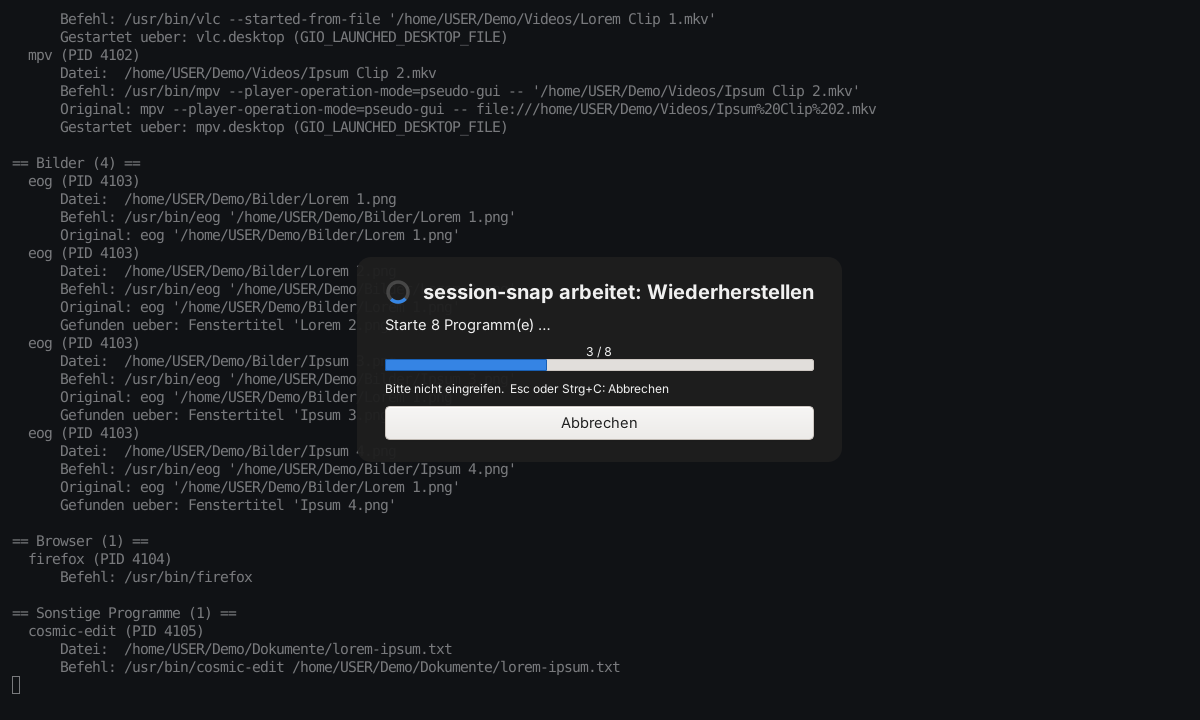 Befehl: /usr/bin/vlc --started-from-file '/home/USER/Demo/Videos/Lorem Clip 1.mkv'
Gestartet ueber: vlc.desktop (GIO_LAUNCHED_DESKTOP_FILE)
mpv (PID 4102)
Datei:  /home/USER/Demo/Videos/Ipsum Clip 2.mkv
Befehl: /usr/bin/mpv --player-operation-mode=pseudo-gui -- '/home/USER/Demo/Videos/Ipsum Clip 2.mkv'
Original: mpv --player-operation-mode=pseudo-gui -- file:///home/USER/Demo/Videos/Ipsum%20Clip%202.mkv
Gestartet ueber: mpv.desktop (GIO_LAUNCHED_DESKTOP_FILE)
== Bilder (4) ==
eog (PID 4103)
Datei:  /home/USER/Demo/Bilder/Lorem 1.png
Befehl: /usr/bin/eog '/home/USER/Demo/Bilder/Lorem 1.png'
Original: eog '/home/USER/Demo/Bilder/Lorem 1.png'
eog (PID 4103)
Datei:  /home/USER/Demo/Bilder/Lorem
Befehl: /usr/bin/eog '/home/USER/Demo
Original: eog '/home/USER/Demo/Bilder
Gefunden ueber: Fenstertitel 'Lorem 2
eog (PID 4103)
Datei:  /home/USER/Demo/Bilder/Ipsum
Befehl: /usr/bin/eog '/home/USER/Demo
Original: eog '/home/USER/Demo/Bilder
Gefunden ueber: Fenstertitel 'Ipsum 3
eog (PID 4103)
Datei:  /home/USER/Demo/Bilder/Ipsum
Befehl: /usr/bin/eog '/home/USER/Demo/Bilder/Ipsum 4.png'
Original: eog '/home/USER/Demo/Bilder/Lorem 1.png'
Gefunden ueber: Fenstertitel 'Ipsum 4.png'
== Browser (1) ==
firefox (PID 4104)
Befehl: /usr/bin/firefox
== Sonstige Programme (1) ==
cosmic-edit (PID 4105)
Datei:  /home/USER/Demo/Dokumente/lorem-ipsum.txt
Befehl: /usr/bin/cosmic-edit /home/USER/Demo/Dokumente/lorem-ipsum.txt
session-snap arbeitet: Wiederherstellen
Starte 8 Programm(e) ...
3 / 8
Bitte nicht eingreifen.  Esc oder Strg+C: Abbrechen
Abbrechen